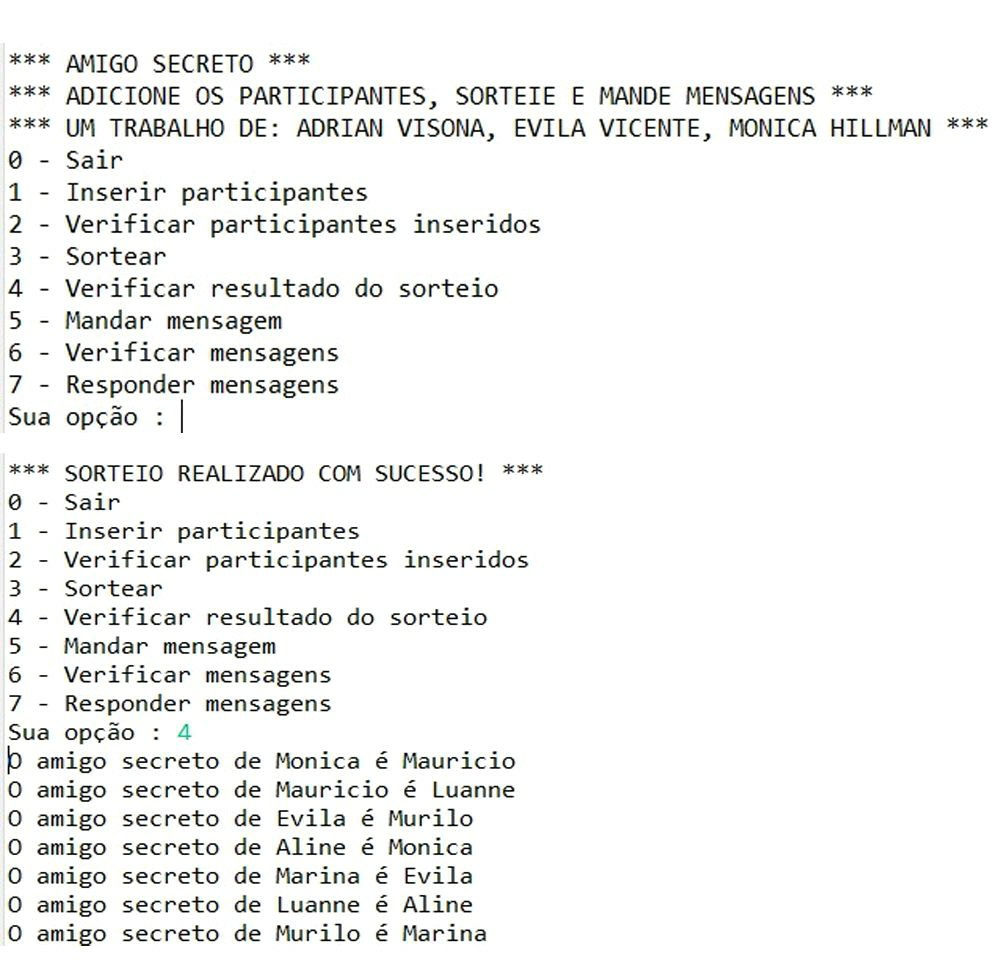 *** AMIGO SECRETO ***
*** ADICIONE OS PARTICIPANTES, SORTEIE E MANDE MENSAGENS ***
*** UM TRABALHO DE: ADRIAN VISONA, EVILA VICENTE, MONICA HILLMAN ***
0 - Sair
1 - Inserir participantes
2 - Verificar participantes inseridos
3 - Sortear
4 - Verificar resultado do sorteio
5 - Mandar mensagem
6 - Verificar mensagens
7 - Responder mensagens
Sua opção :
*** SORTEIO REALIZADO COM SUCESSO! ***
0 - Sair
1 - Inserir participantes
2 - Verificar participantes inseridos
3 - Sortear
4 - Verificar resultado do sorteio
5 - Mandar mensagem
6 - Verificar mensagens
7 - Responder mensagens
Sua opção : 4
O amigo secreto de Monica é Mauricio
O amigo secreto de Mauricio é Luanne
O amigo secreto de Evila é Murilo
O amigo secreto de Aline é Monica
O amigo secreto de Marina é Evila
O amigo secreto de Luanne é Aline
O amigo secreto de Murilo é Marina